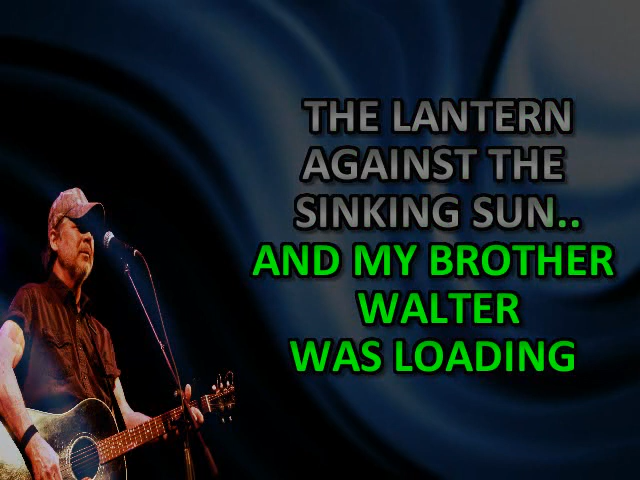 THE LANTERN
AGAINST THE
SINKING SUN..
AND MY BROTHER
WALTER
WAS LOADING